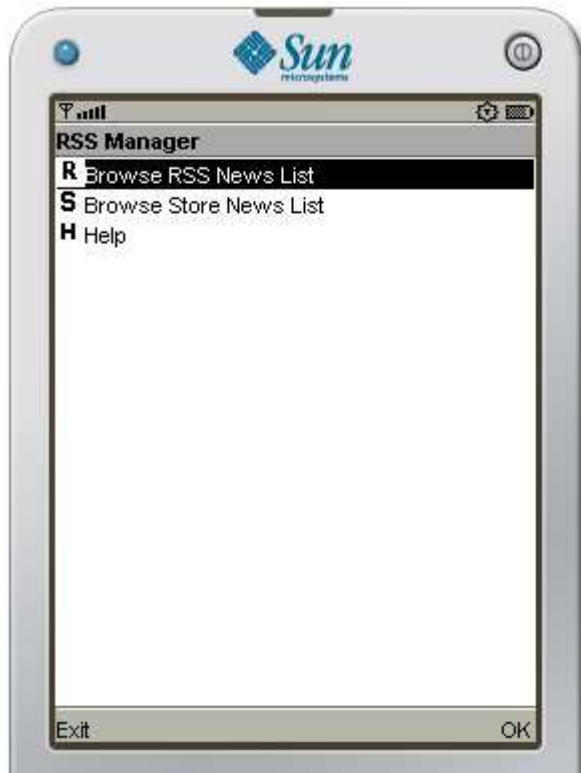 Sun
microsystems
RSS Manager
R Browse RSS News List
S Browse Store News List
H Help
Exit OK